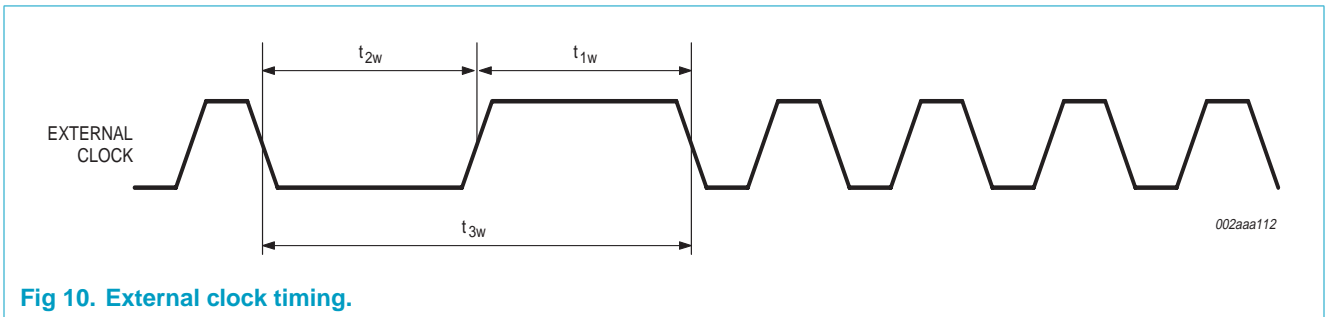 t2w
t1w
EXTERNAL
CLOCK
t3w
002aaa112
Fig 10. External clock timing.